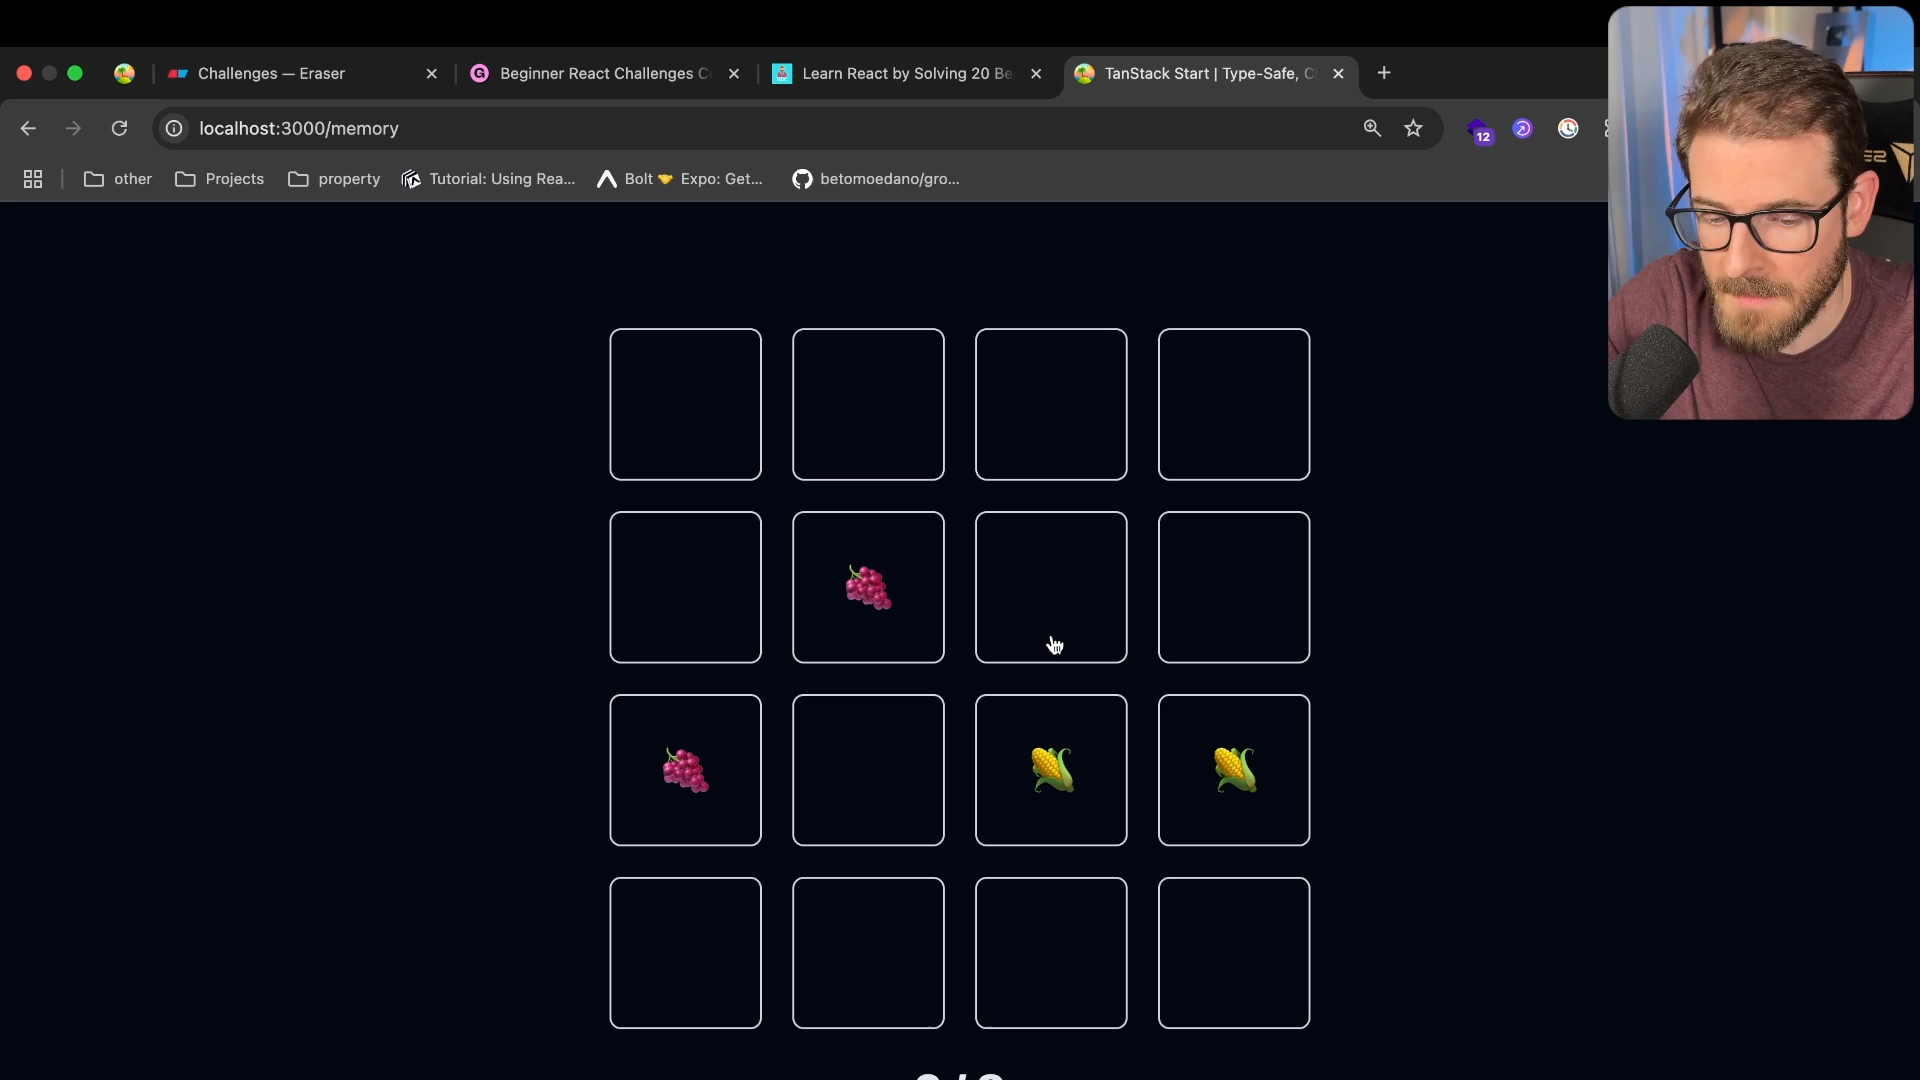 Challenges — Eraser
Beginner React Challenges C
Learn React by Solving 20 Be
TanStack Start | Type-Safe, C
localhost:3000/memory
12
other
Projects
property
Tutorial: Using Rea...
Bolt 🤝 Expo: Get...
betomoedano/gro...